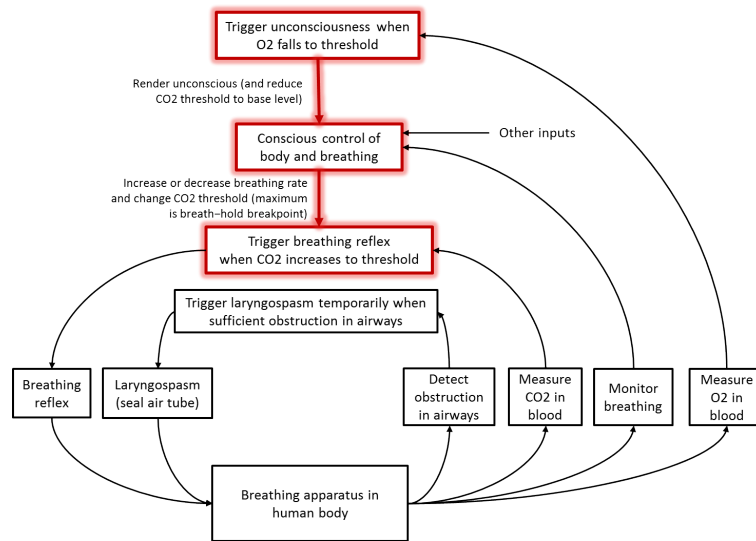 Trigger unconsciousness when
O2 falls to threshold
Render unconscious (and reduce
CO2 threshold to base level)
Conscious control of
body and breathing
Other inputs
Increase or decrease breathing rate
and change CO2 threshold (maximum
is breath–hold breakpoint)
Trigger breathing reflex
when CO2 increases to threshold
Trigger laryngospasm temporarily when
sufficient obstruction in airways
Breathing
reflex
Laryngospasm
(seal air tube)
Detect
obstruction
in airways
Measure
CO2 in
blood
Monitor
breathing
Measure
O2 in
blood
Breathing apparatus in
human body